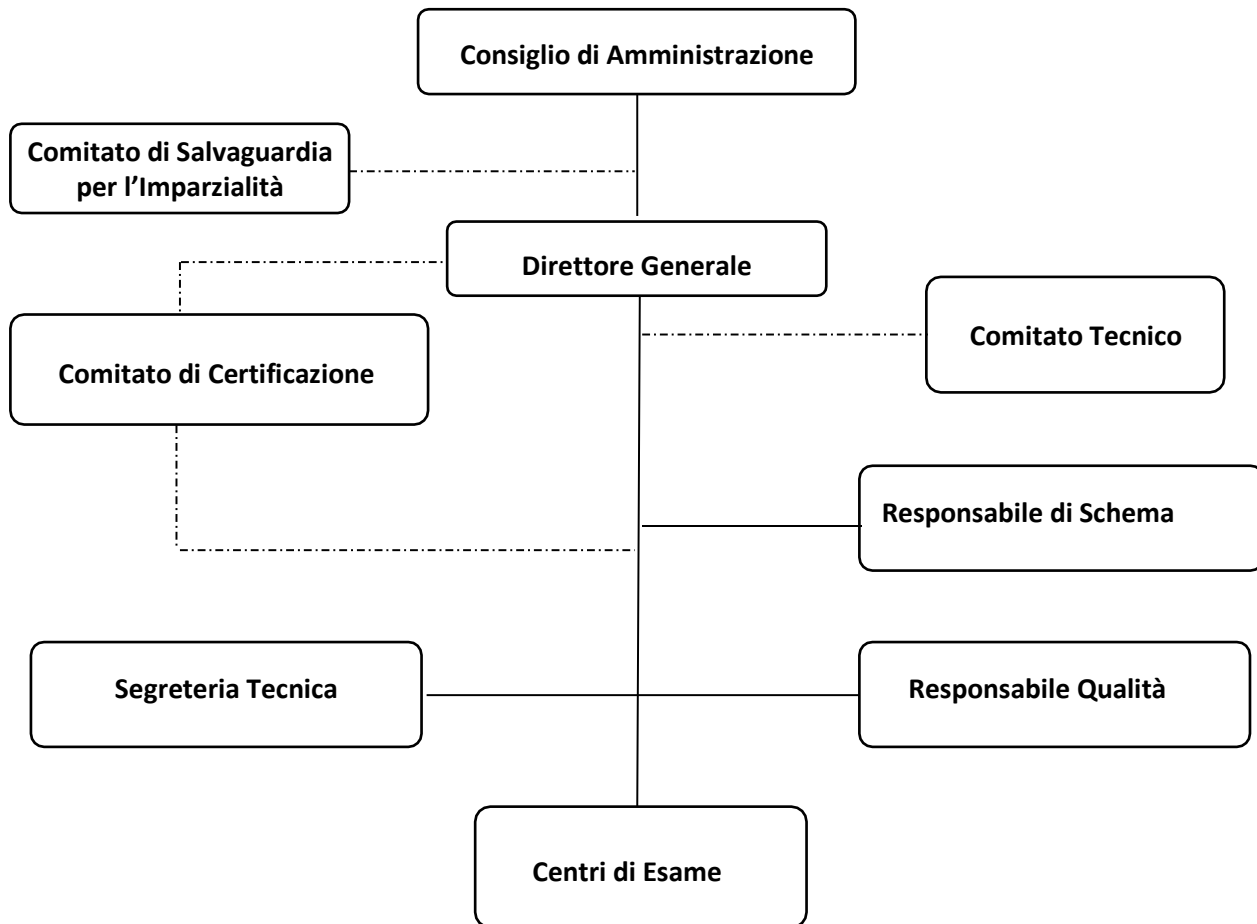 Consiglio di Amministrazione
Comitato di Salvaguardia
per l’Imparzialità
Direttore Generale
Comitato Tecnico
Comitato di Certificazione
Responsabile di Schema
Segreteria Tecnica
Responsabile Qualità
Centri di Esame